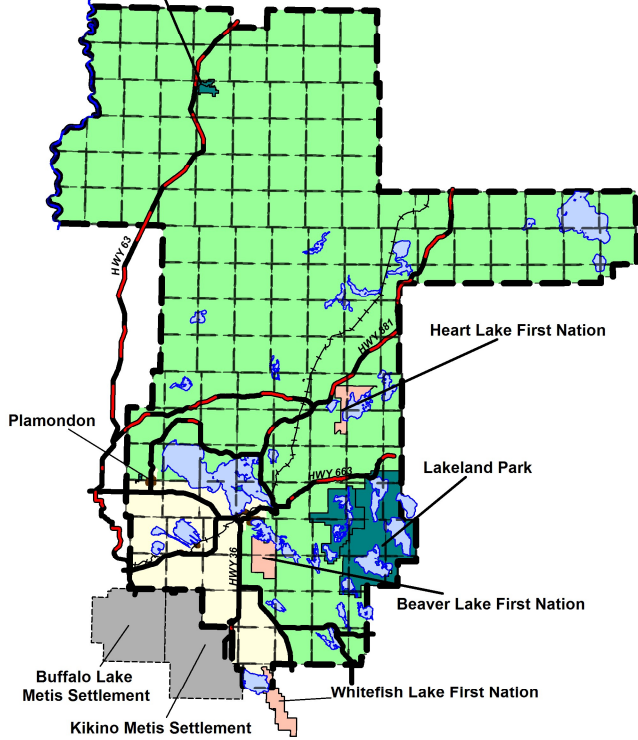 HWY 63
HWY 881
Heart Lake First Nation
Plamondon
HWY 663
Lakeland Park
HWY 36
Beaver Lake First Nation
Buffalo Lake
Metis Settlement
Whitefish Lake First Nation
Kikino Metis Settlement